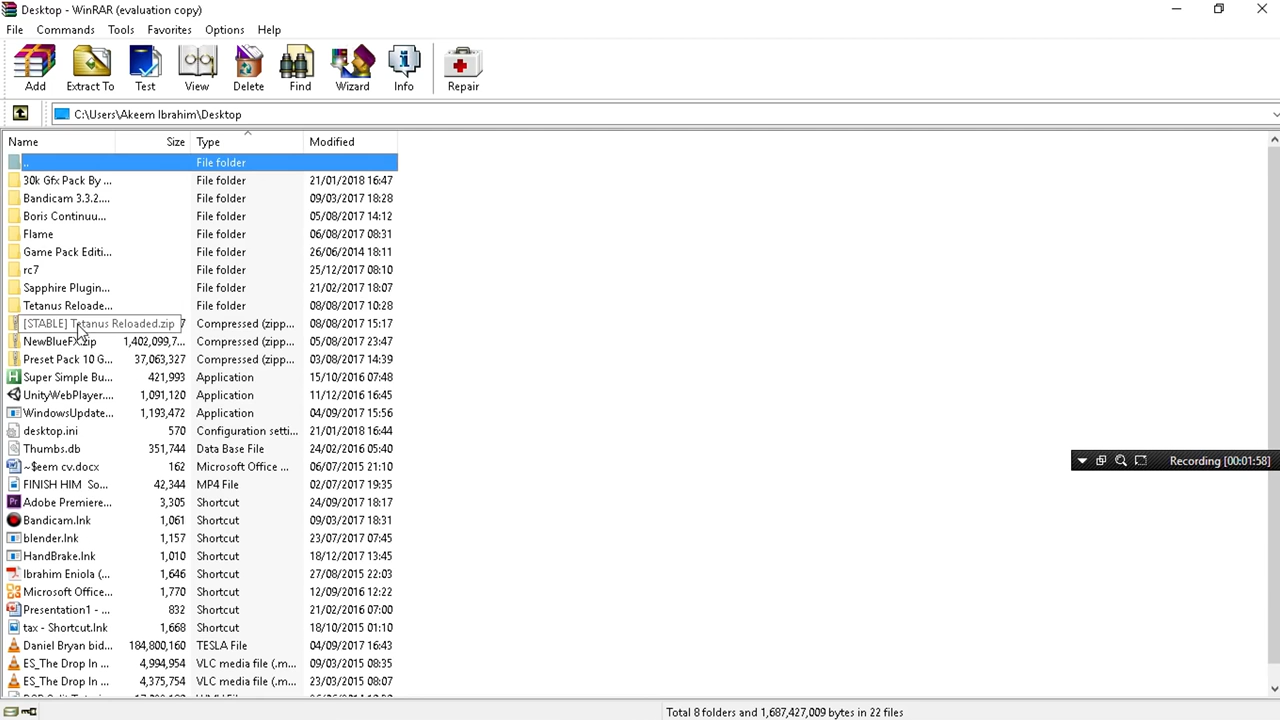 Desktop - WinRAR (evaluation copy)
File Commands Tools Favorites Options Help
Add Extract To Test View Delete Find Wizard Info Repair
C:\Users\Akeem Ibrahim\Desktop
Name Size Type Modified
.. File folder
30k Gfx Pack By ... File folder 21/01/2018 16:47
Bandicam 3.3.2.... File folder 09/03/2017 18:28
Boris Continuu... File folder 05/08/2017 14:12
Flame File folder 06/08/2017 08:31
Game Pack Editi... File folder 26/06/2014 18:11
rc7 File folder 25/12/2017 08:10
Sapphire Plugin... File folder 21/02/2017 18:07
Tetanus Reloade... File folder 08/08/2017 10:28
[STABLE] Tetanus Reloaded.zip 7 Compressed (zipp... 08/08/2017 15:17
NewBlueFX.zip 1,402,099,7... Compressed (zipp... 05/08/2017 23:47
Preset Pack 10 G... 37,063,327 Compressed (zipp... 03/08/2017 14:39
Super Simple Bu... 421,993 Application 15/10/2016 07:48
UnityWebPlayer.... 1,091,120 Application 11/12/2016 16:45
WindowsUpdate... 1,193,472 Application 04/09/2017 15:56
desktop.ini 570 Configuration setti... 21/01/2018 16:44
Thumbs.db 351,744 Data Base File 24/02/2016 05:40
~$eem cv.docx 162 Microsoft Office ... 06/07/2015 21:10
FINISH HIM So... 42,344 MP4 File 02/07/2017 19:35
Adobe Premiere... 3,305 Shortcut 24/09/2017 18:17
Bandicam.lnk 1,061 Shortcut 09/03/2017 18:31
blender.lnk 1,157 Shortcut 23/07/2017 07:45
HandBrake.lnk 1,010 Shortcut 18/12/2017 13:45
Ibrahim Eniola (... 1,646 Shortcut 27/08/2015 22:03
Microsoft Office... 1,770 Shortcut 12/09/2016 12:22
Presentation1 - ... 832 Shortcut 21/02/2016 07:00
tax - Shortcut.lnk 1,668 Shortcut 18/10/2015 01:10
Daniel Bryan bid... 184,800,160 TESLA File 04/09/2017 16:43
ES_The Drop In ... 4,994,954 VLC media file (.m... 09/03/2015 08:35
ES_The Drop In ... 4,375,754 VLC media file (.m... 23/03/2015 08:07
Recording [00:01:58]
Total 8 folders and 1,687,427,009 bytes in 22 files